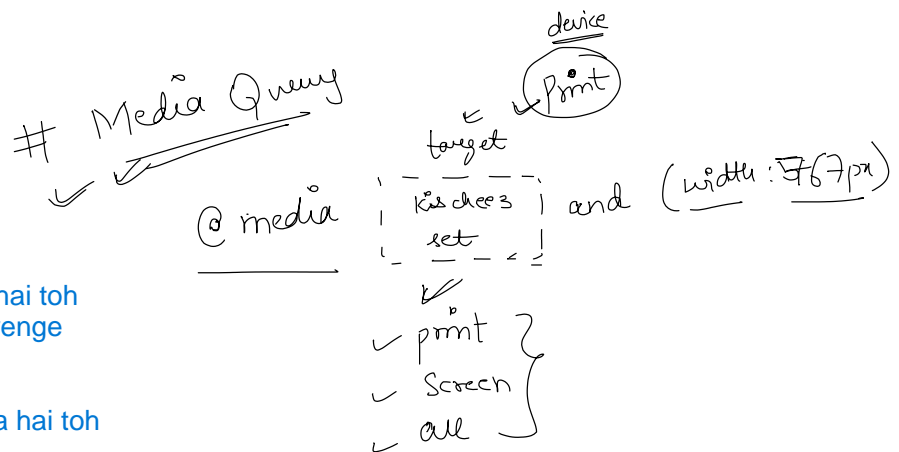 device
Print
# Media Query
target
@media kis cheez set and (width: 767px)
hai toh
enge
print
Screen
a hai toh
all